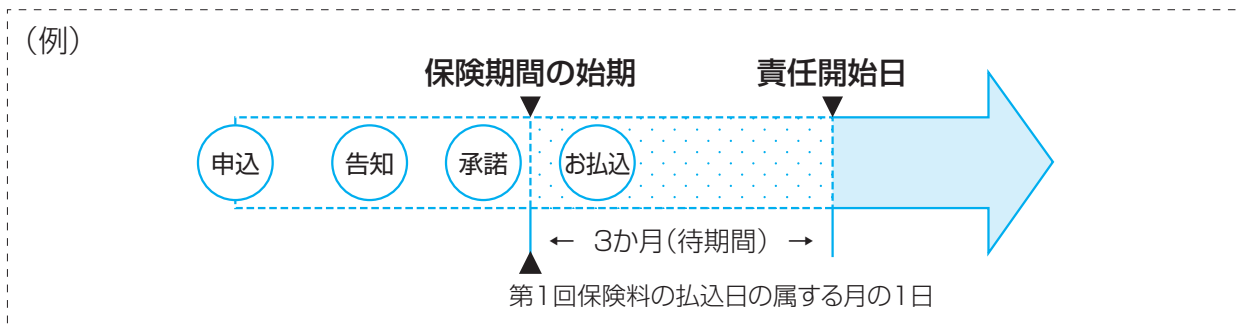 （例）
保険期間の始期
責任開始日
申込
告知
承諾
お払込
← 3か月（待期間） →
第1回保険料の払込日の属する月の1日